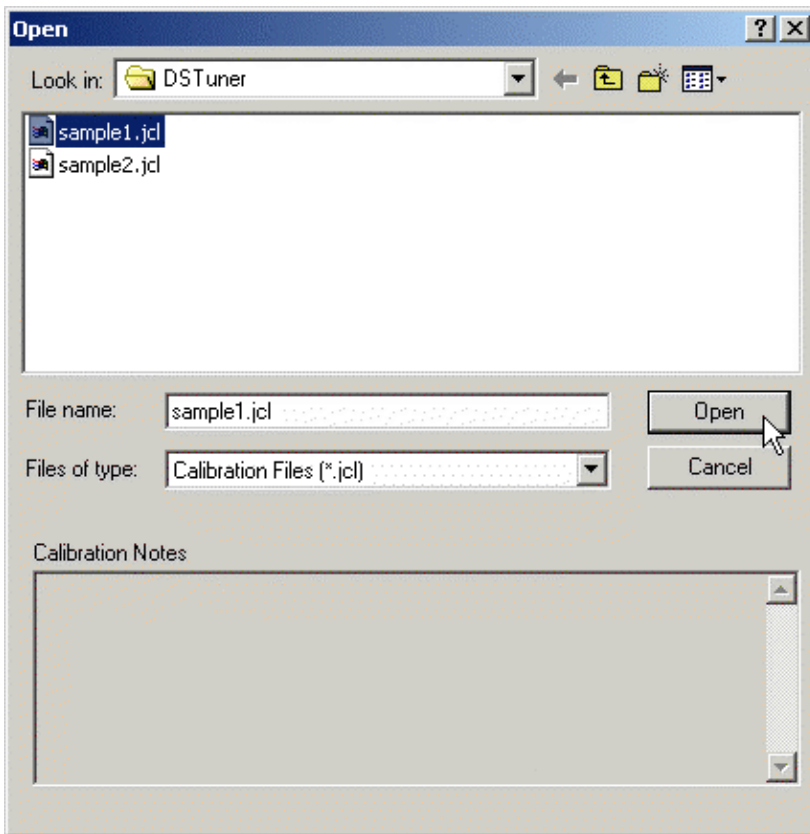 Open
Look in: DSTuner
sample1.jcl
sample2.jcl
File name: sample1.jcl Open
Files of type: Calibration Files (*.jcl) Cancel
Calibration Notes